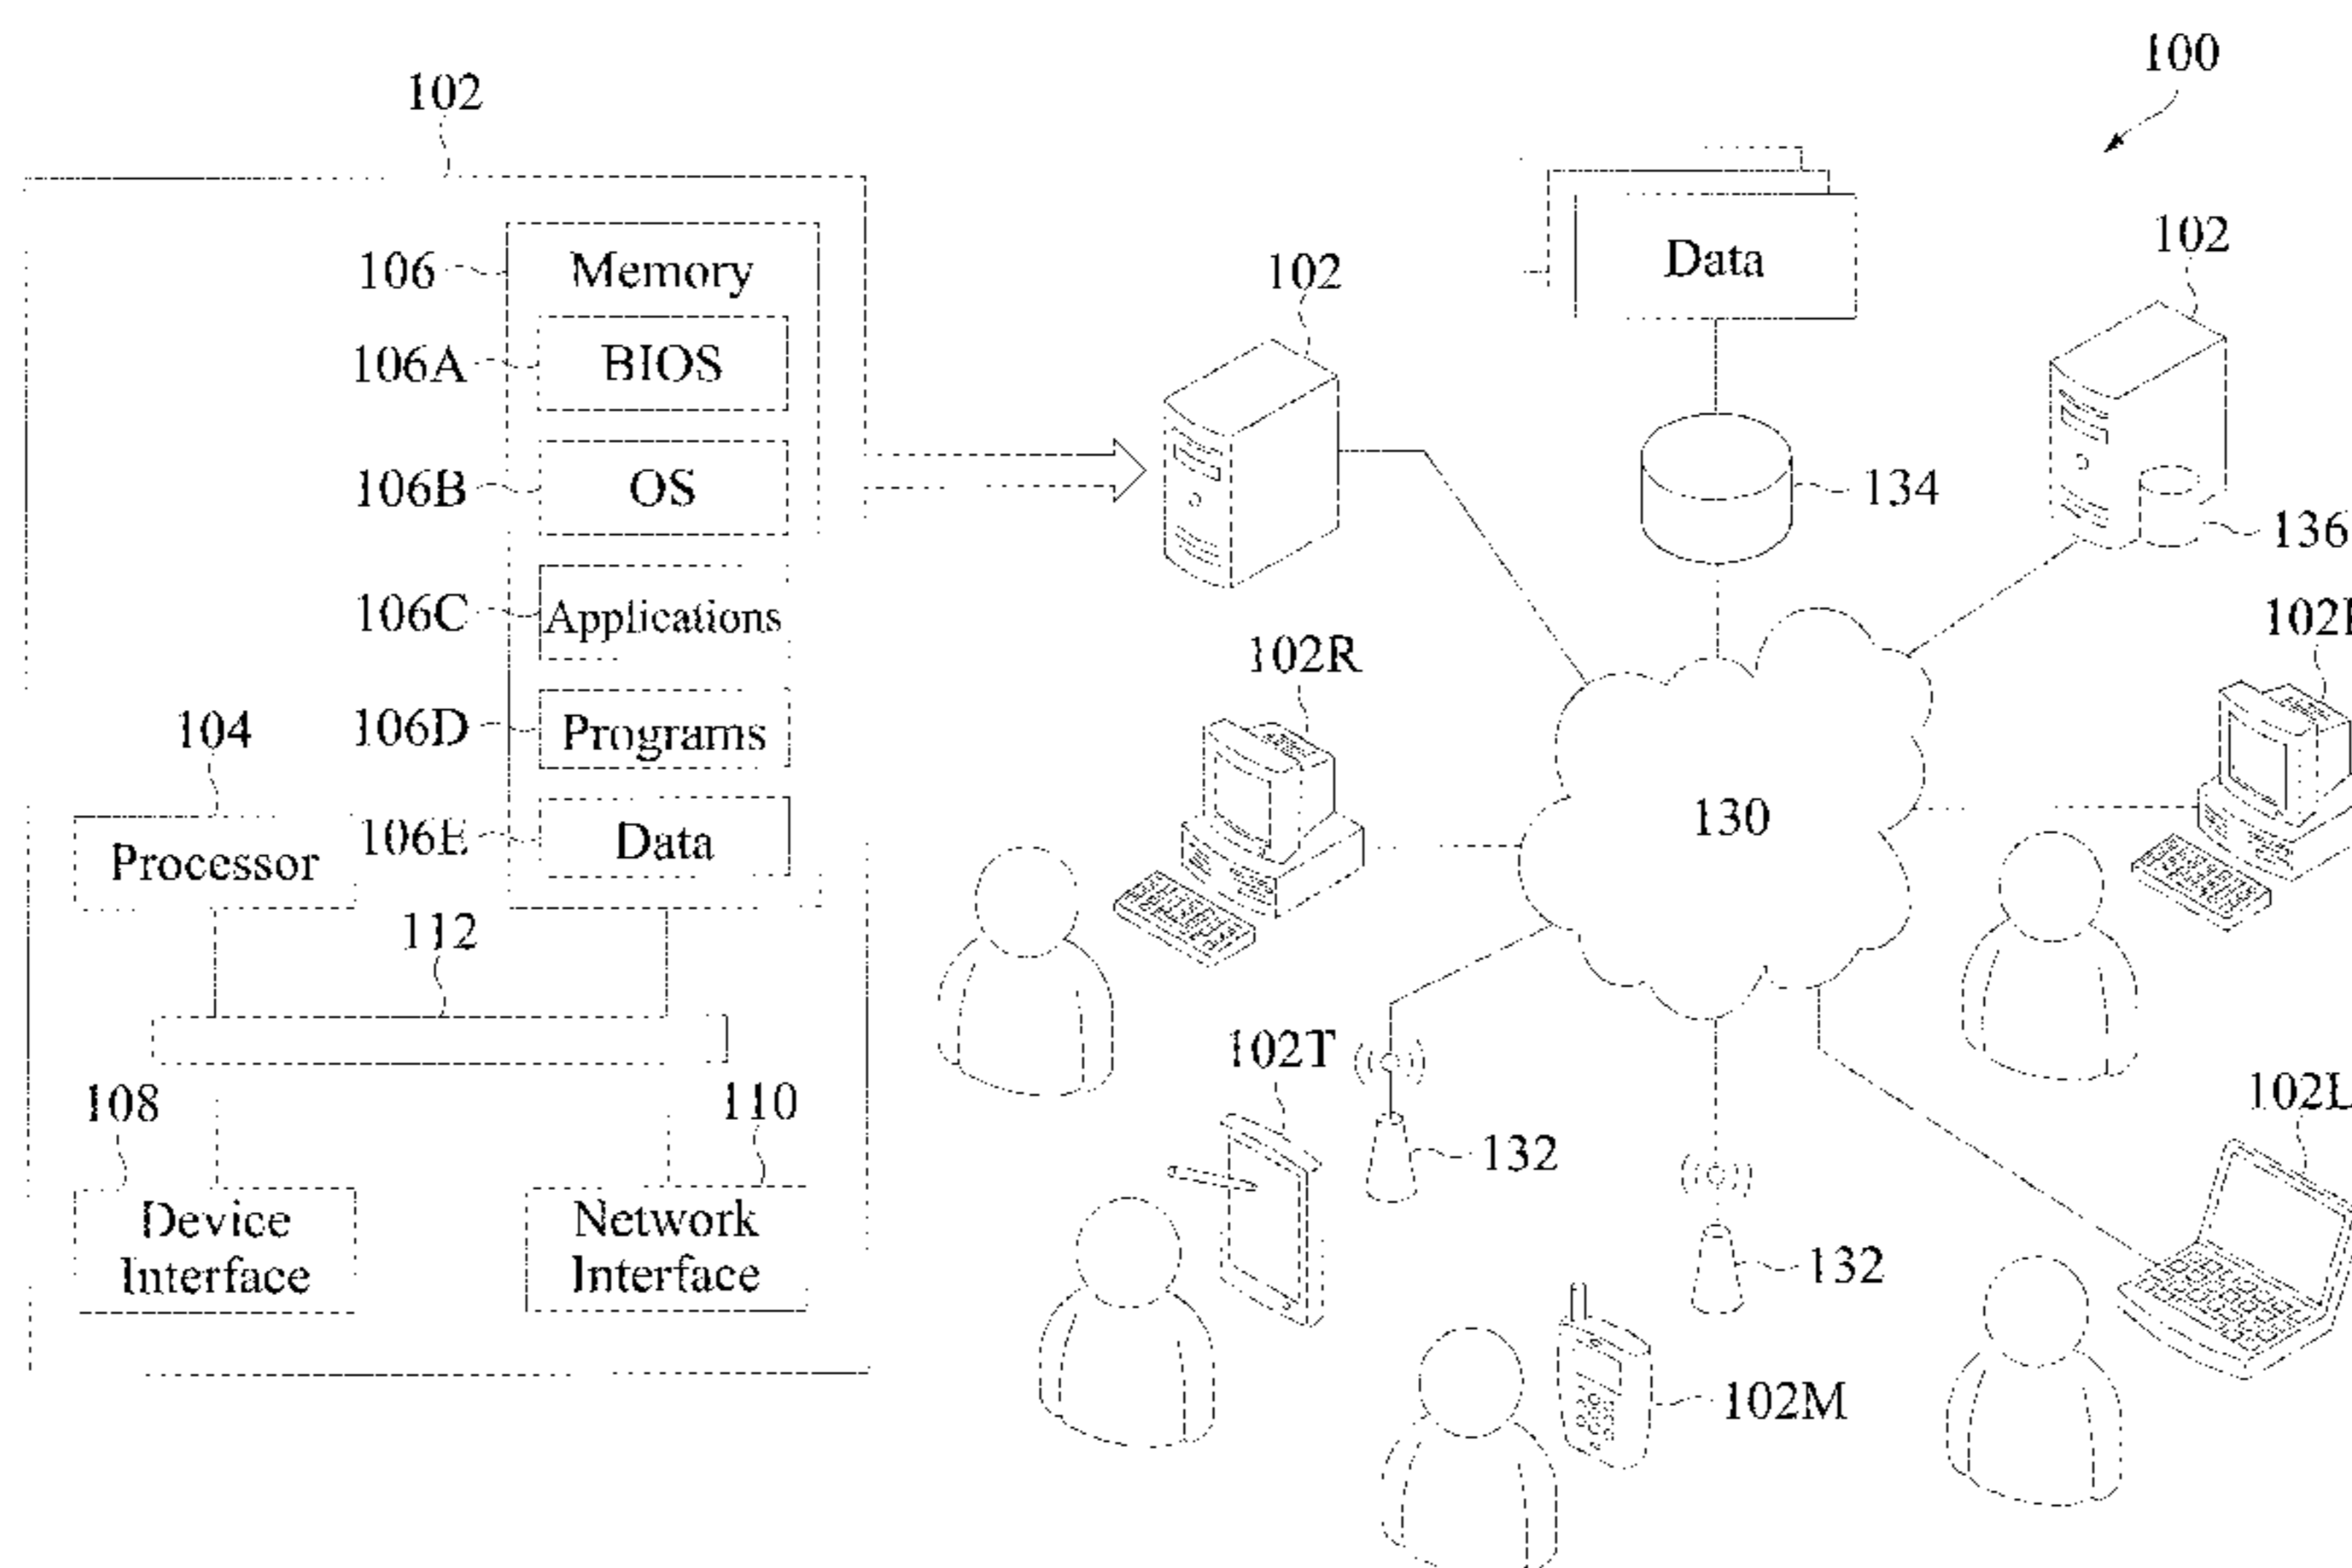 100
102
106
Memory
106A
BIOS
106B
OS
106C
Applications
106D
Programs
106E
Data
104
Processor
112
108
Device
Interface
110
Network
Interface
102
Data
134
102
136
102R
130
102T
132
132
102M
102L